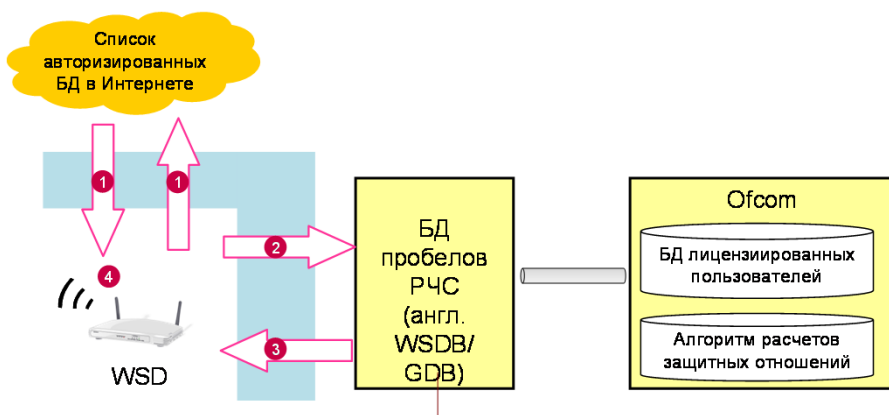 Список
авторизированных
БД в Интернете
1
1
2
3
4
WSD
БД
пробелов
РЧС
(англ.
WSDB/
GDB)
Ofcom
БД лицензиированных
пользователей
Алгоритм расчетов
защитных отношений